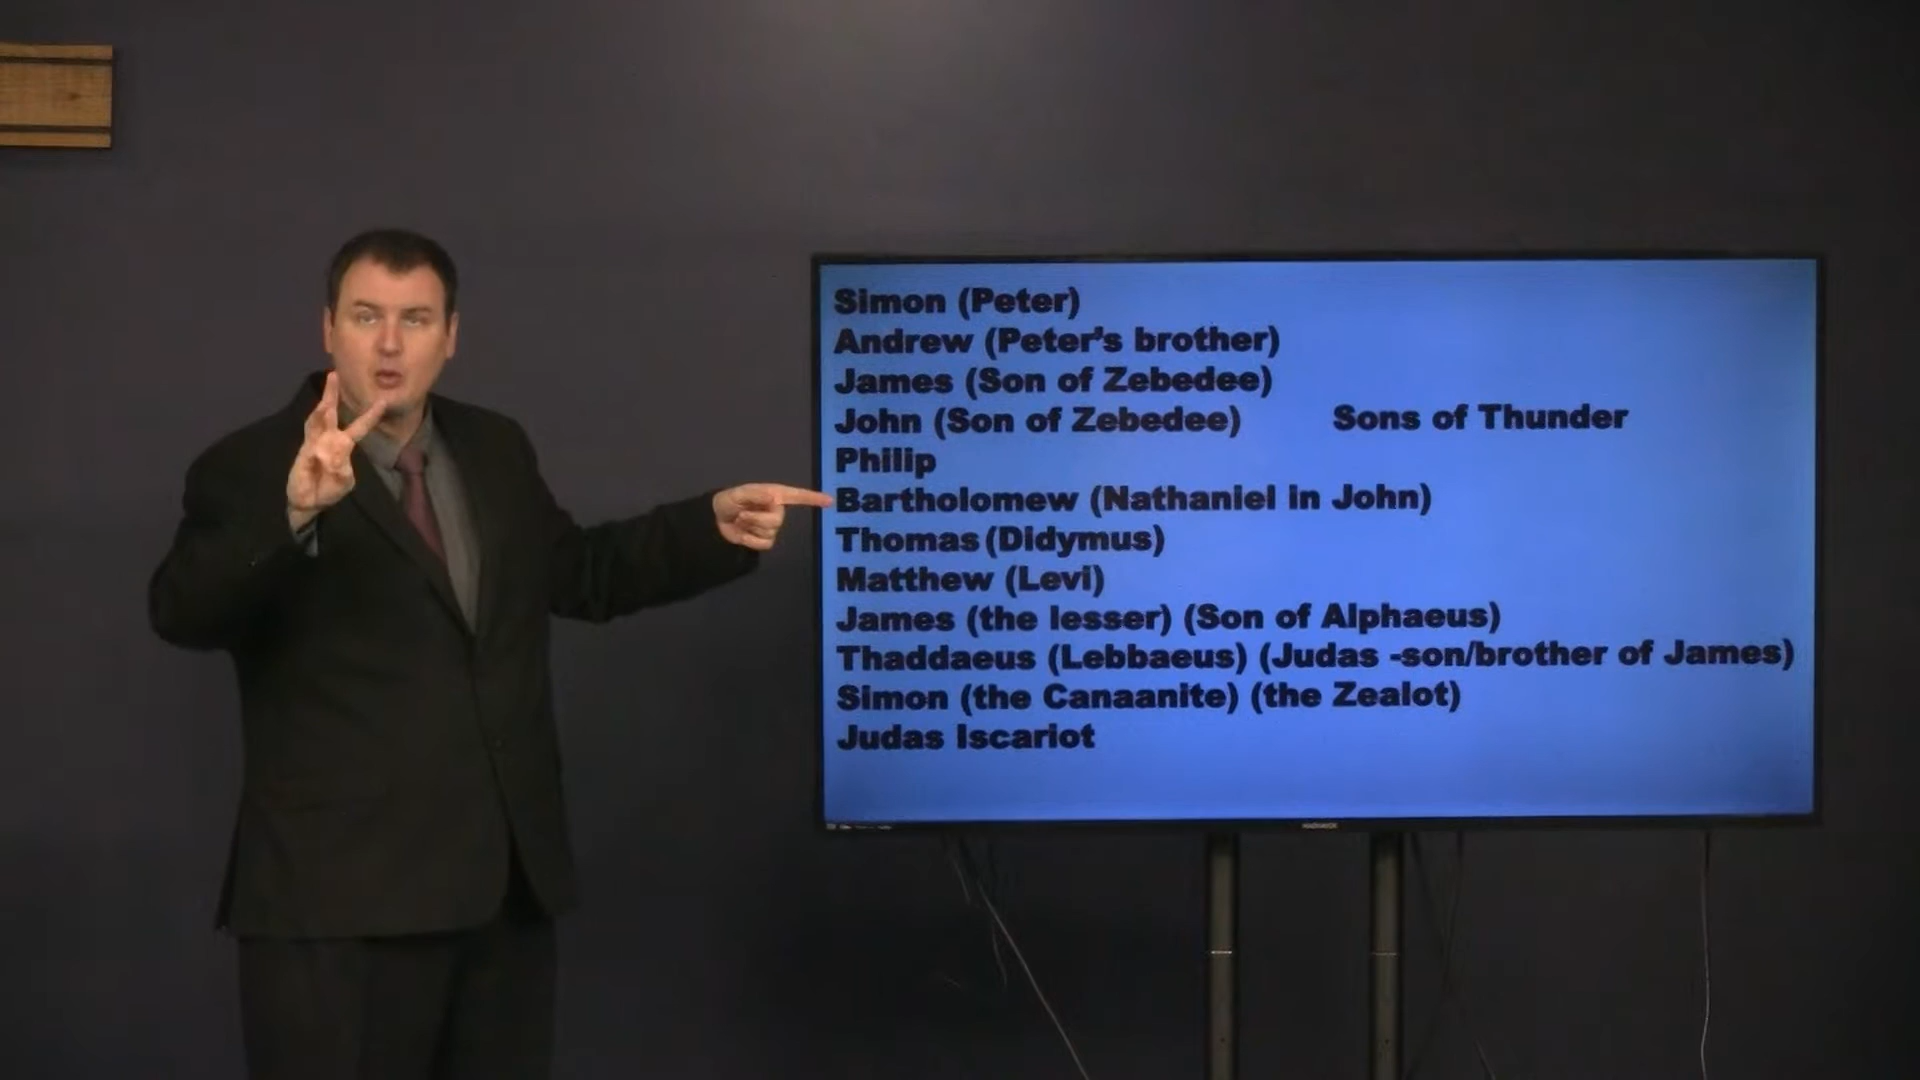 Simon (Peter)
Andrew (Peter's brother)
James (Son of Zebedee)
John (Son of Zebedee) Sons of Thunder
Philip
Bartholomew (Nathaniel in John)
Thomas (Didymus)
Matthew (Levi)
James (the lesser) (Son of Alphaeus)
Thaddaeus (Lebbaeus) (Judas -son/brother of James)
Simon (the Canaanite) (the Zealot)
Judas Iscariot